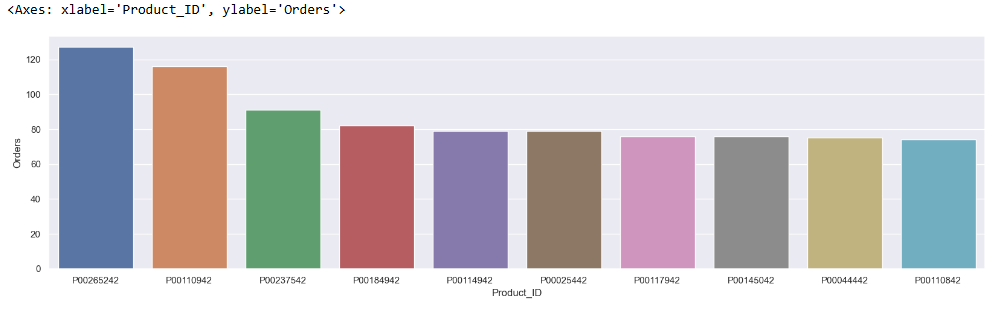 <Axes: xlabel='Product_ID', ylabel='Orders'>
120
100
80
60
40
20
0
Orders
P00265242 P00110942 P00237542 P00184942 P00114942 P00025442 P00117942 P00145042 P00044442 P00110842
Product_ID